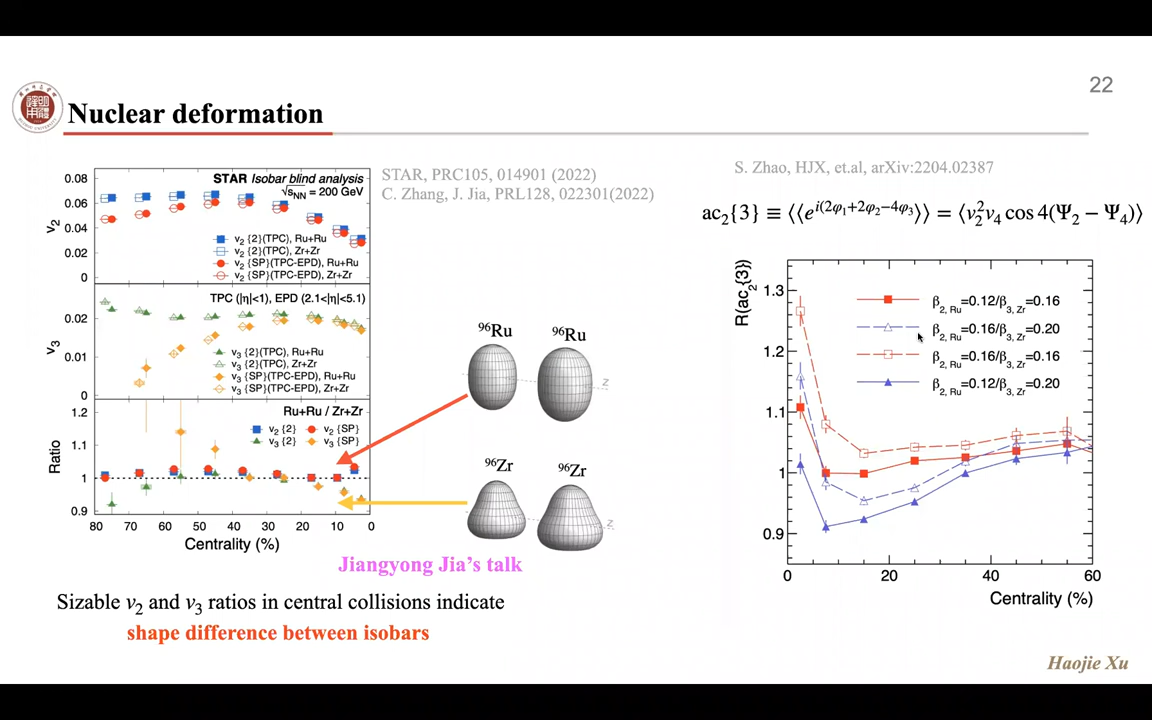 22
Nuclear deformation
STAR, PRC105, 014901 (2022)
C. Zhang, J. Jia, PRL128, 022301(2022)
S. Zhao, HJX, et.al, arXiv:2204.02387
ac₂{3} ≡ ⟨⟨e^{i(2φ₁+2φ₂−4φ₃)}⟩⟩ = ⟨v₂²v₄ cos 4(Ψ₂ − Ψ₄)⟩
STAR Isobar blind analysis
√sNN = 200 GeV
v₂
0.08
0.06
0.04
0.02
0
v₂ {2}(TPC), Ru+Ru
v₂ {2}(TPC), Zr+Zr
v₂ {SP}(TPC-EPD), Ru+Ru
v₂ {SP}(TPC-EPD), Zr+Zr
TPC (|η|<1), EPD (2.1<η|<5.1)
v₃
0.02
0.01
0
v₃ {2}(TPC), Ru+Ru
v₃ {2}(TPC), Zr+Zr
v₃ {SP}(TPC-EPD), Ru+Ru
v₃ {SP}(TPC-EPD), Zr+Zr
Ru+Ru / Zr+Zr
v₂ {2} v₂ {SP}
v₃ {2} v₃ {SP}
Ratio
1.2
1.1
1
0.9
80 70 60 50 40 30 20 10 0
Centrality (%)
⁹⁶Ru ⁹⁶Ru
z
⁹⁶Zr ⁹⁶Zr
z
Jiangyong Jia's talk
Sizable v₂ and v₃ ratios in central collisions indicate
shape difference between isobars
R(ac₂{3})
1.3
1.2
1.1
1
0.9
β₂,Ru=0.12/β₃,Zr=0.16
β₂,Ru=0.16/β₃,Zr=0.20
β₂,Ru=0.16/β₃,Zr=0.16
β₂,Ru=0.12/β₃,Zr=0.20
0 20 40 60
Centrality (%)
Haojie Xu